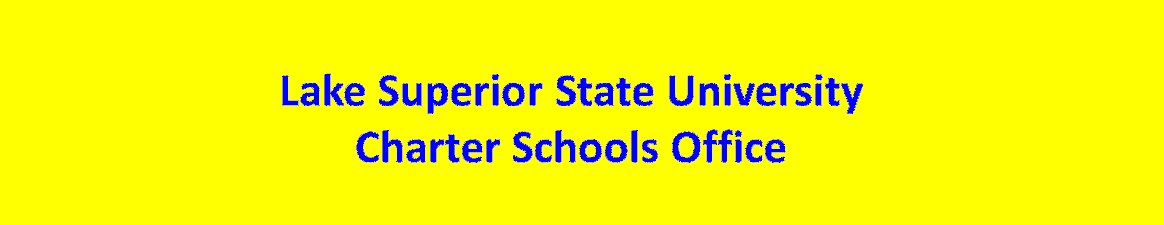 Lake Superior State University
Charter Schools Office